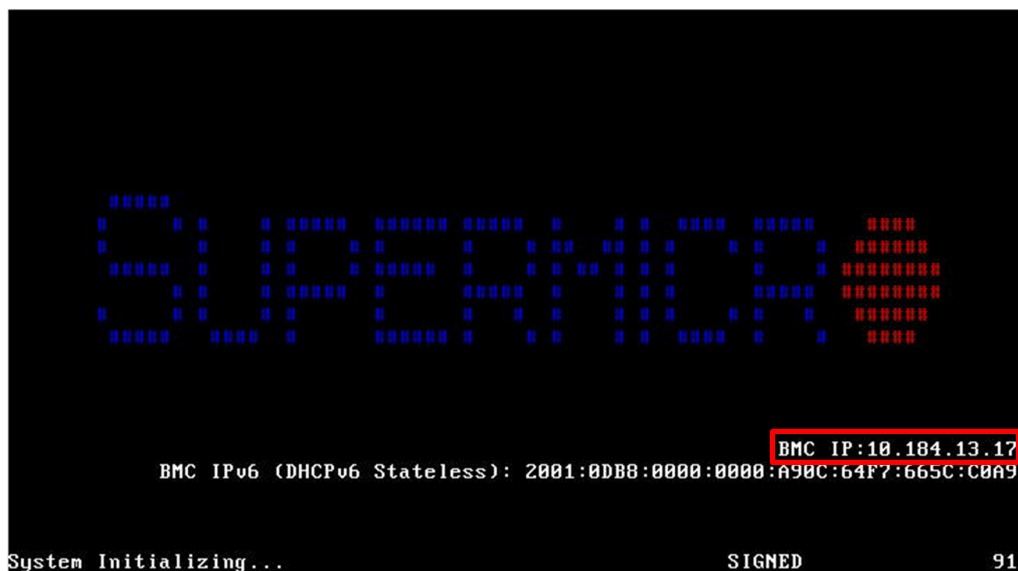 SUPERMICRO
BMC IP:10.184.13.17
BMC IPv6 (DHCPv6 Stateless): 2001:0DB8:0000:0000:A90C:64F7:665C:C0A9
System Initializing... SIGNED 91